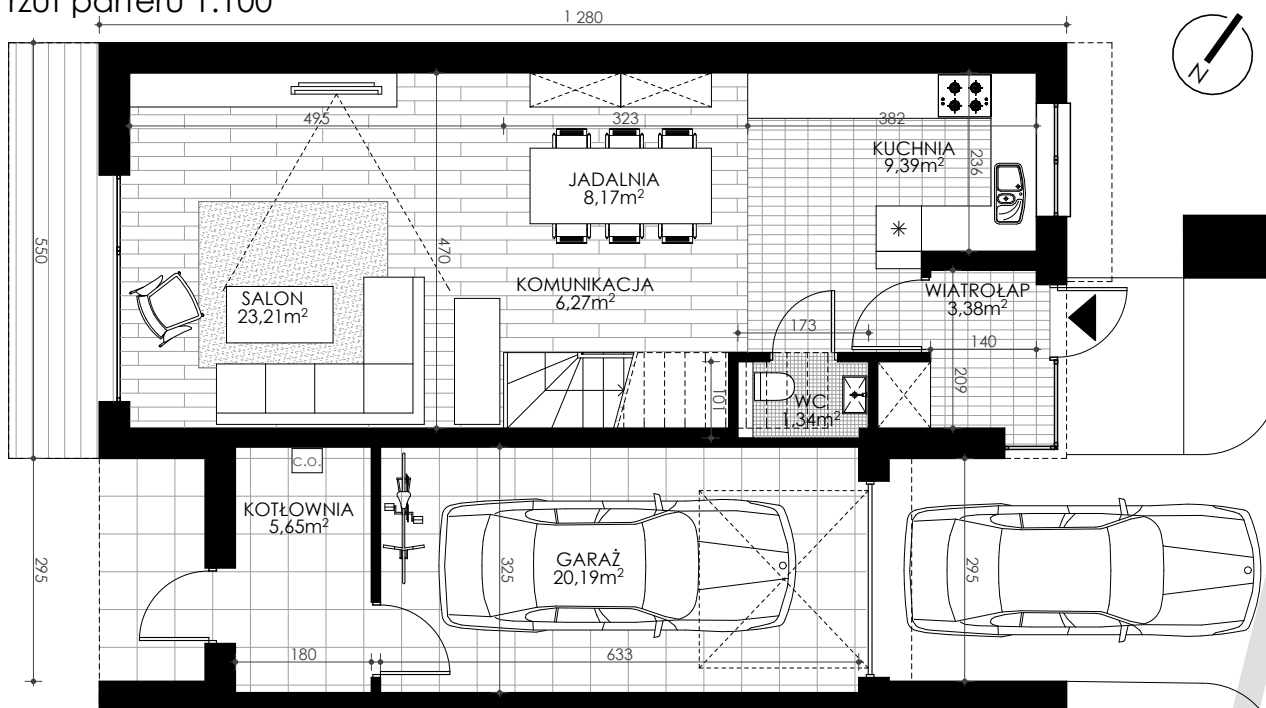 rzut parteru 1:100
1 280
N
495
323
382
KUCHNIA
9,39m²
236
JADALNIA
8,17m²
550
470
KOMUNIKACJA
6,27m²
SALON
23,21m²
WIATROŁAP
3,38m²
173
140
209
101
WC
1,34m²
c.o.
KOTŁOWNIA
5,65m²
GARAŻ
20,19m²
295
325
295
180
633